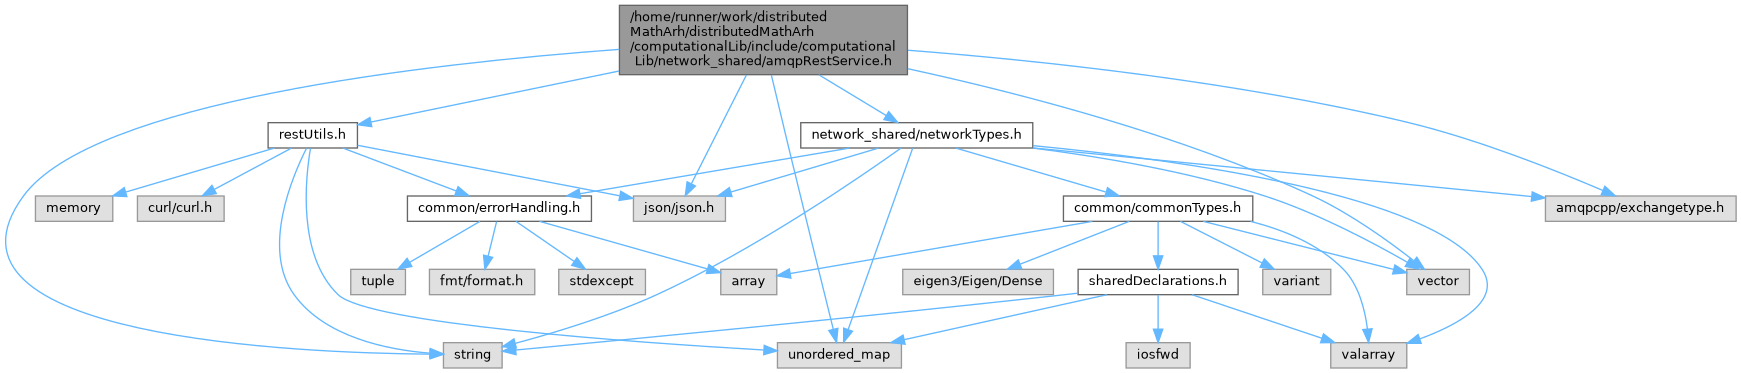 /home/runner/work/distributed
MathArh/distributedMathArh
/computationalLib/include/computational
Lib/network_shared/amqpRestService.h
restUtils.h
network_shared/networkTypes.h
memory
curl/curl.h
common/errorHandling.h
json/json.h
common/commonTypes.h
amqpcpp/exchangetype.h
tuple
fmt/format.h
stdexcept
array
eigen3/Eigen/Dense
sharedDeclarations.h
variant
vector
string
unordered_map
iosfwd
valarray